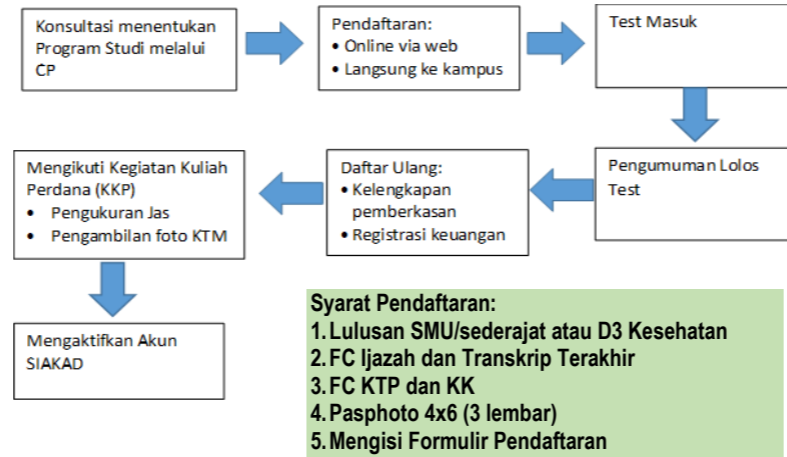 Konsultasi menentukan
Program Studi melalui
CP
Pendaftaran:
• Online via web
• Langsung ke kampus
Test Masuk
Pengumuman Lolos
Test
Daftar Ulang:
• Kelengkapan
pemberkasan
• Registrasi keuangan
Mengikuti Kegiatan Kuliah
Perdana (KKP)
• Pengukuran Jas
• Pengambilan foto KTM
Mengaktifkan Akun
SIAKAD
Syarat Pendaftaran:
1. Lulusan SMU/sederajat atau D3 Kesehatan
2. FC Ijazah dan Transkrip Terakhir
3. FC KTP dan KK
4. Pasphoto 4x6 (3 lembar)
5. Mengisi Formulir Pendaftaran